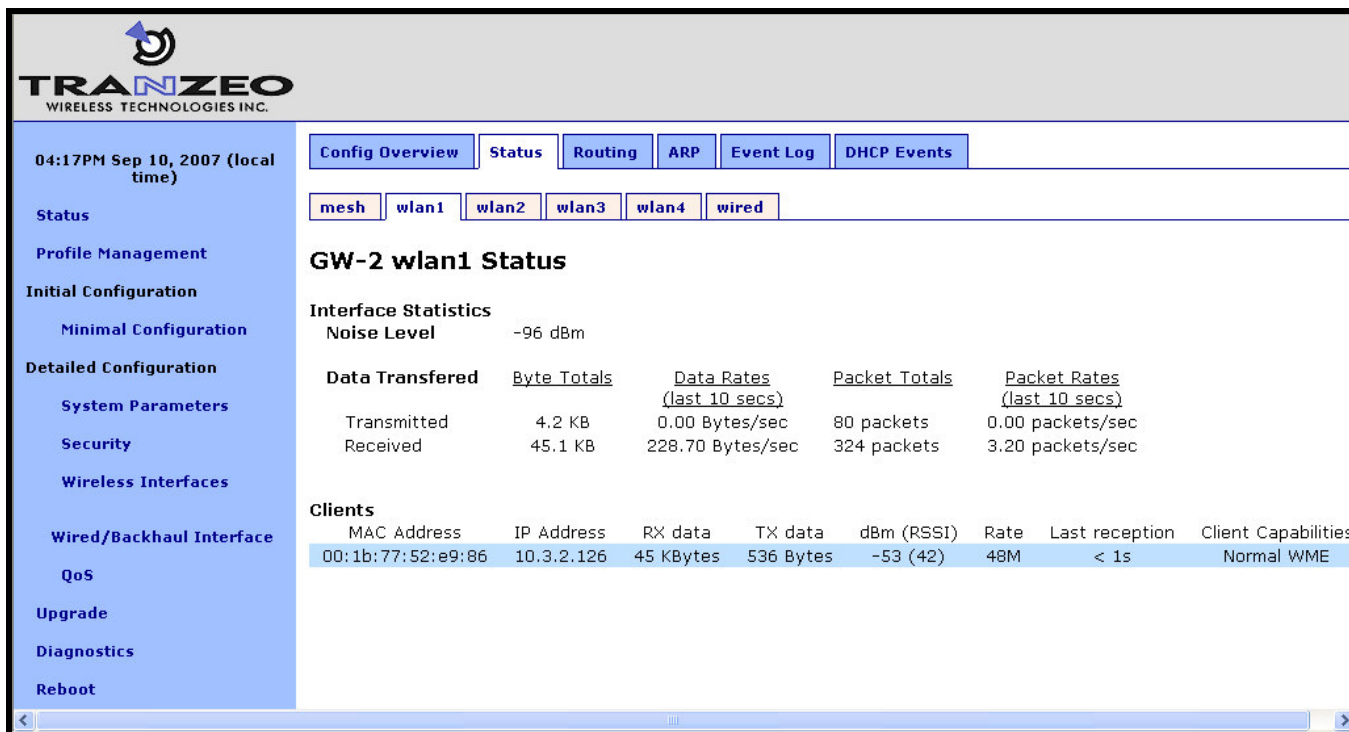 TRANZEO
WIRELESS TECHNOLOGIES INC.
04:17PM Sep 10, 2007 (local
time)
Status
Profile Management
Initial Configuration
Minimal Configuration
Detailed Configuration
System Parameters
Security
Wireless Interfaces
Wired/Backhaul Interface
QoS
Upgrade
Diagnostics
Reboot
Config Overview Status Routing ARP Event Log DHCP Events
mesh wlan1 wlan2 wlan3 wlan4 wired
GW-2 wlan1 Status
Interface Statistics
Noise Level -96 dBm
Data Transfered Byte Totals Data Rates Packet Totals Packet Rates
(last 10 secs) (last 10 secs)
Transmitted 4.2 KB 0.00 Bytes/sec 80 packets 0.00 packets/sec
Received 45.1 KB 228.70 Bytes/sec 324 packets 3.20 packets/sec
Clients
MAC Address IP Address RX data TX data dBm (RSSI) Rate Last reception Client Capabilities
00:1b:77:52:e9:86 10.3.2.126 45 KBytes 536 Bytes -53 (42) 48M < 1s Normal WME